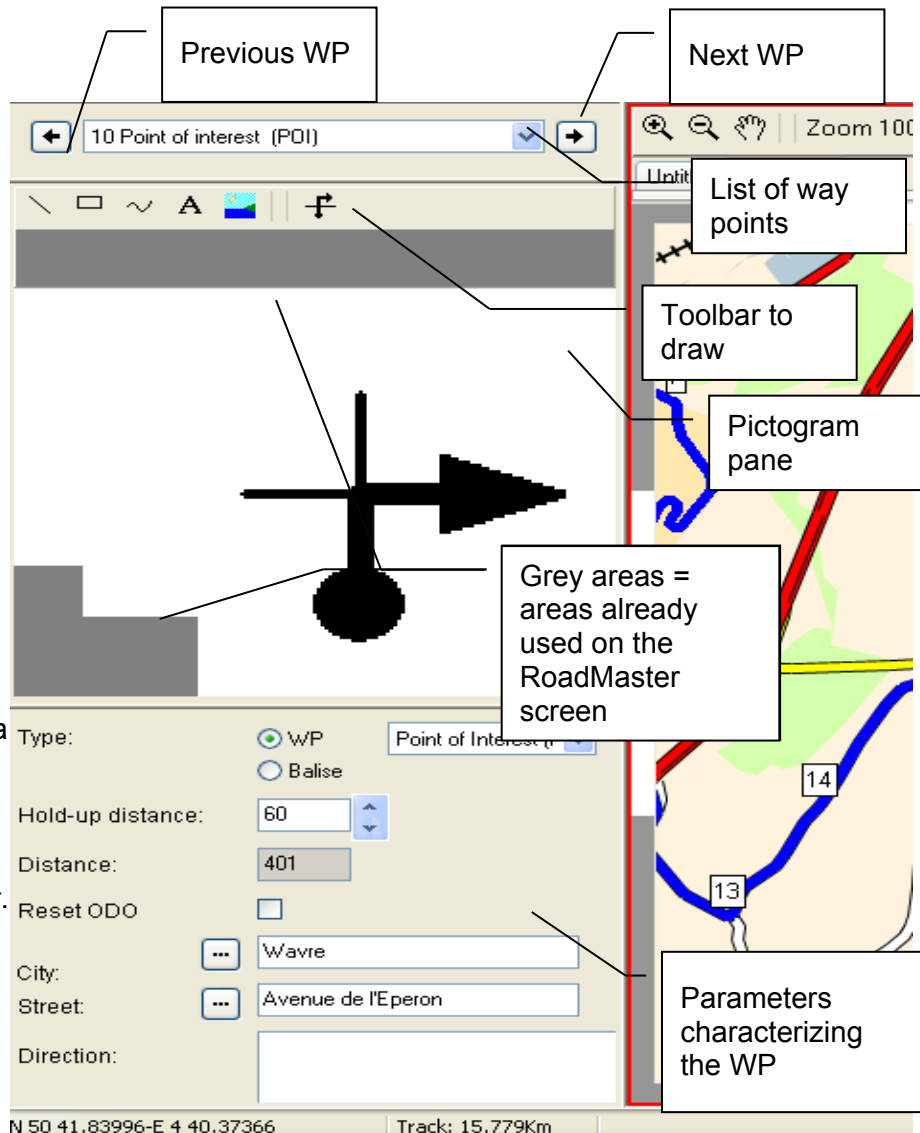 Previous WP
Next WP
10 Point of interest (POI)
Zoom 100
Untit
List of way
points
A
Toolbar to
draw
Pictogram
pane
Grey areas =
areas already
used on the
RoadMaster
screen
a
Type:
WP
Point of Interest (
Balise
Hold-up distance:
60
14
Distance:
401
13
.
Reset ODO
Wavre
City:
Street:
Avenue de l'Eperon
Parameters
characterizing
the WP
Direction:
N 50 41.83996-E 4 40.37366
Track: 15.779Km